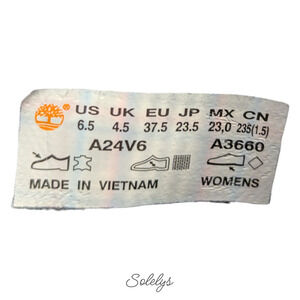 US UK EU JP MX CN
6.5 4.5 37.5 23.5 23,0 235(1.5)
A24V6 A3660
MADE IN VIETNAM WOMENS
Solelys